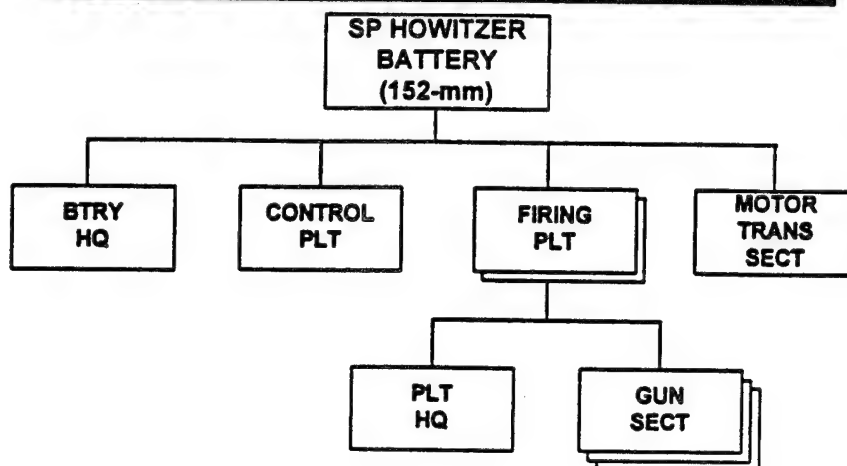 SP HOWITZER
BATTERY
(152-mm)
BTRY
HQ
CONTROL
PLT
FIRING
PLT
MOTOR
TRANS
SECT
PLT
HQ
GUN
SECT